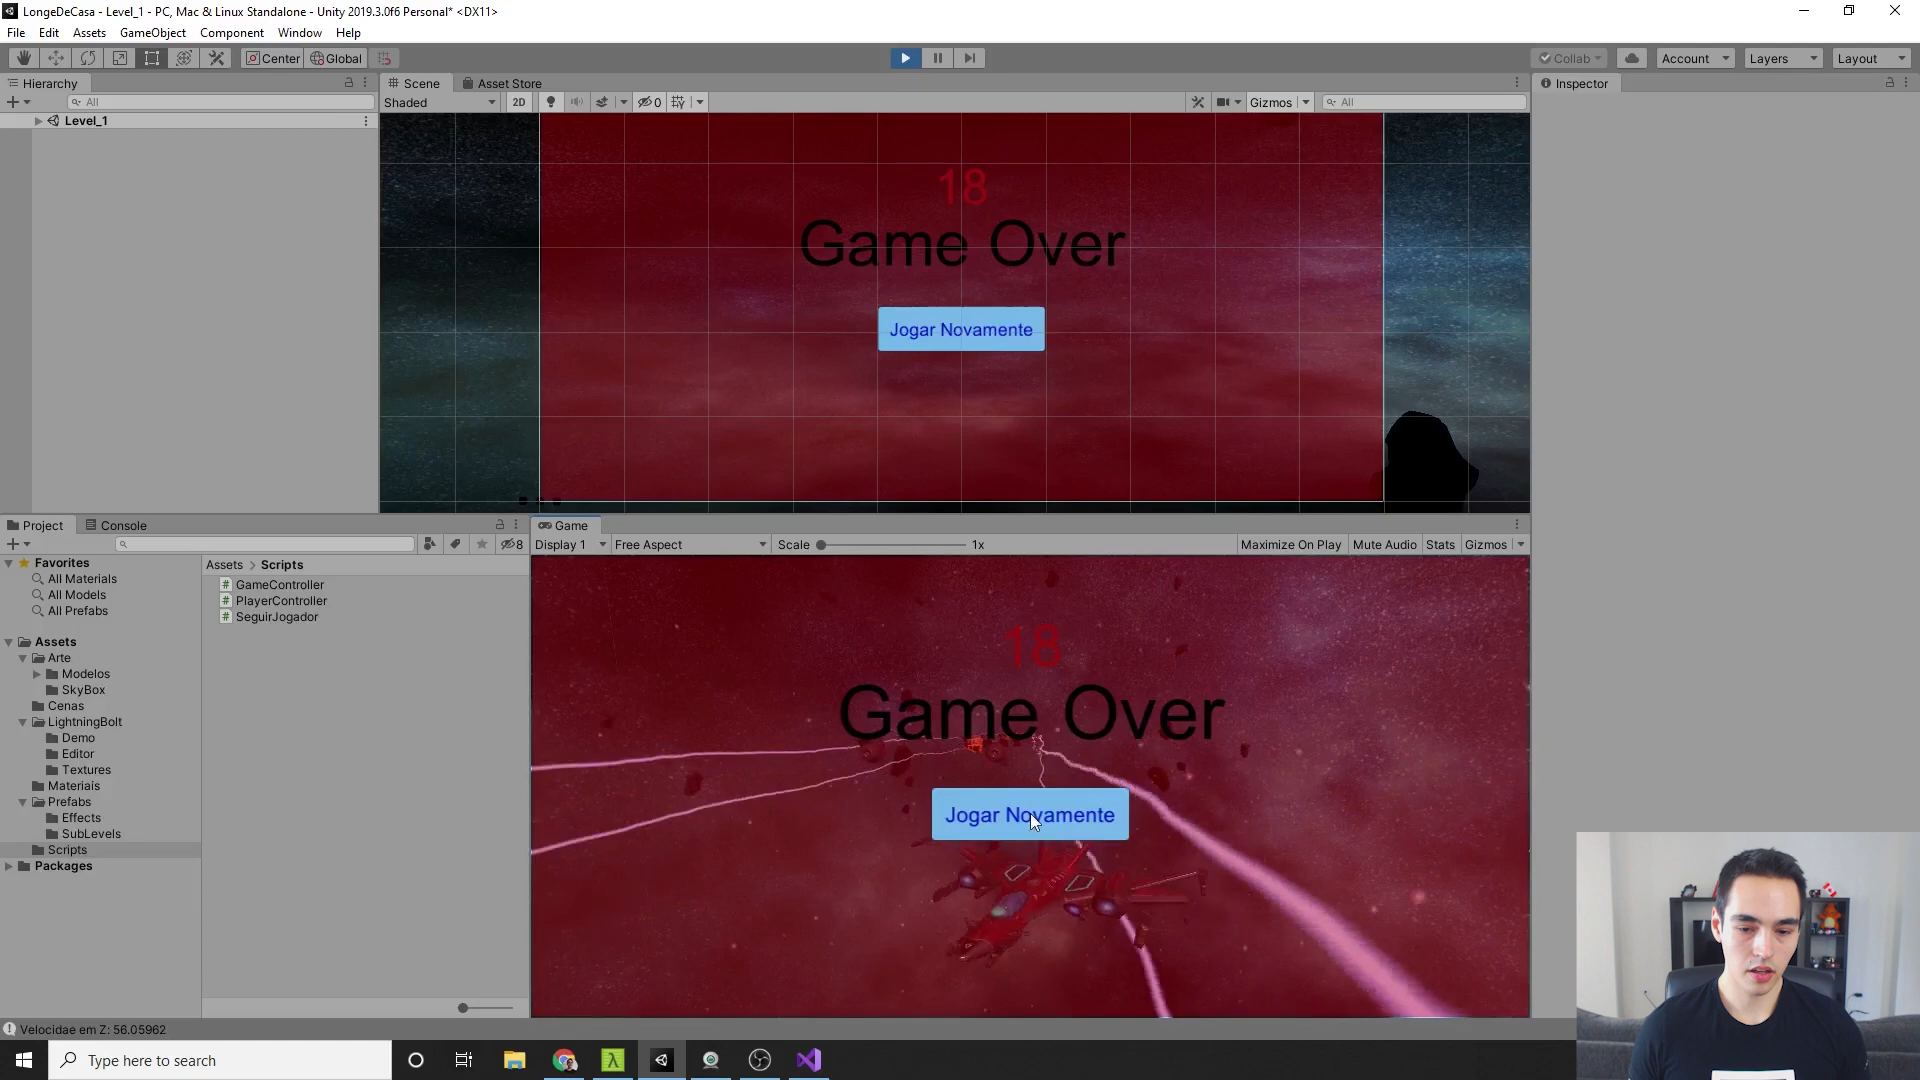 LongeDeCasa - Level_1 - PC, Mac & Linux Standalone - Unity 2019.3.0f6 Personal* <DX11>
File Edit Assets GameObject Component Window Help
Center Global Collab Account Layers Layout
Hierarchy
All
Level_1
Scene Asset Store
Shaded 2D 0 Gizmos All
18
Game Over
Jogar Novamente
Inspector
Project Console
8
Favorites
All Materials
All Models
All Prefabs
Assets
Arte
Modelos
SkyBox
Cenas
LightningBolt
Demo
Editor
Textures
Materiais
Prefabs
Effects
SubLevels
Scripts
Packages
Assets > Scripts
GameController
PlayerController
SeguirJogador
Game
Display 1 Free Aspect Scale 1x Maximize On Play Mute Audio Stats Gizmos
18
Game Over
Jogar Novamente
Velocidae em Z: 56.05962
Type here to search